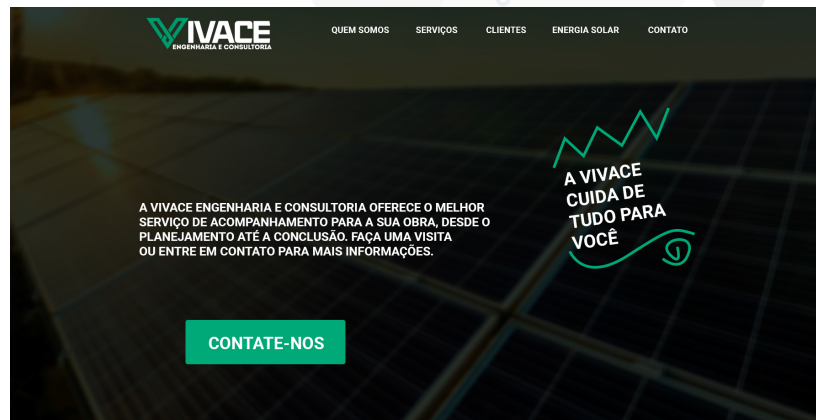 VIVACE
ENGENHARIA E CONSULTORIA
QUEM SOMOS
SERVIÇOS
CLIENTES
ENERGIA SOLAR
CONTATO
A VIVACE ENGENHARIA E CONSULTORIA OFERECE O MELHOR
SERVIÇO DE ACOMPANHAMENTO PARA A SUA OBRA, DESDE O
PLANEJAMENTO ATÉ A CONCLUSÃO. FAÇA UMA VISITA
OU ENTRE EM CONTATO PARA MAIS INFORMAÇÕES.
A VIVACE
CUIDA DE
TUDO PARA
VOCÊ
CONTATE-NOS